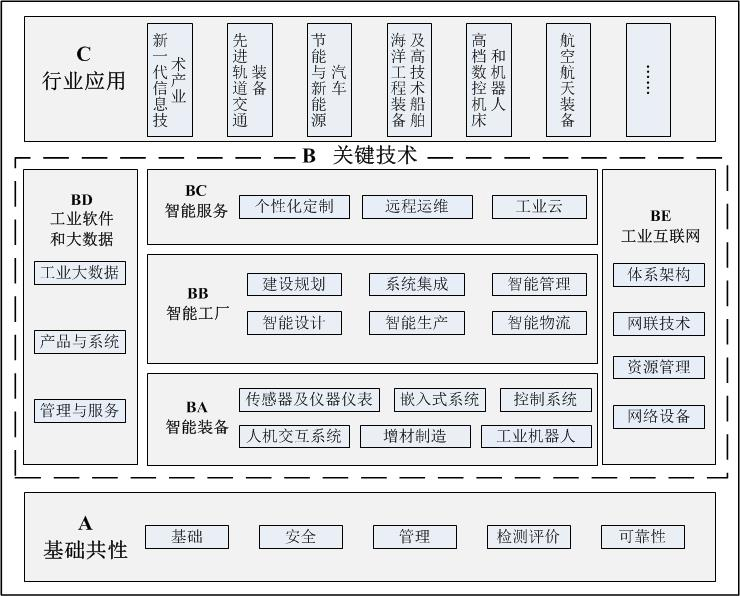 C
行业应用
新一代信息技术产业
先进轨道交通装备
节能与新能源汽车
海洋工程装备及高技术船舶
高档数控机床和机器人
航空航天装备
……
B 关键技术
BD
工业软件
和大数据
工业大数据
产品与系统
管理与服务
BC
智能服务
个性化定制
远程运维
工业云
BB
智能工厂
建设规划
系统集成
智能管理
智能设计
智能生产
智能物流
BA
智能装备
传感器及仪器仪表
嵌入式系统
控制系统
人机交互系统
增材制造
工业机器人
BE
工业互联网
体系架构
网联技术
资源管理
网络设备
A
基础共性
基础
安全
管理
检测评价
可靠性